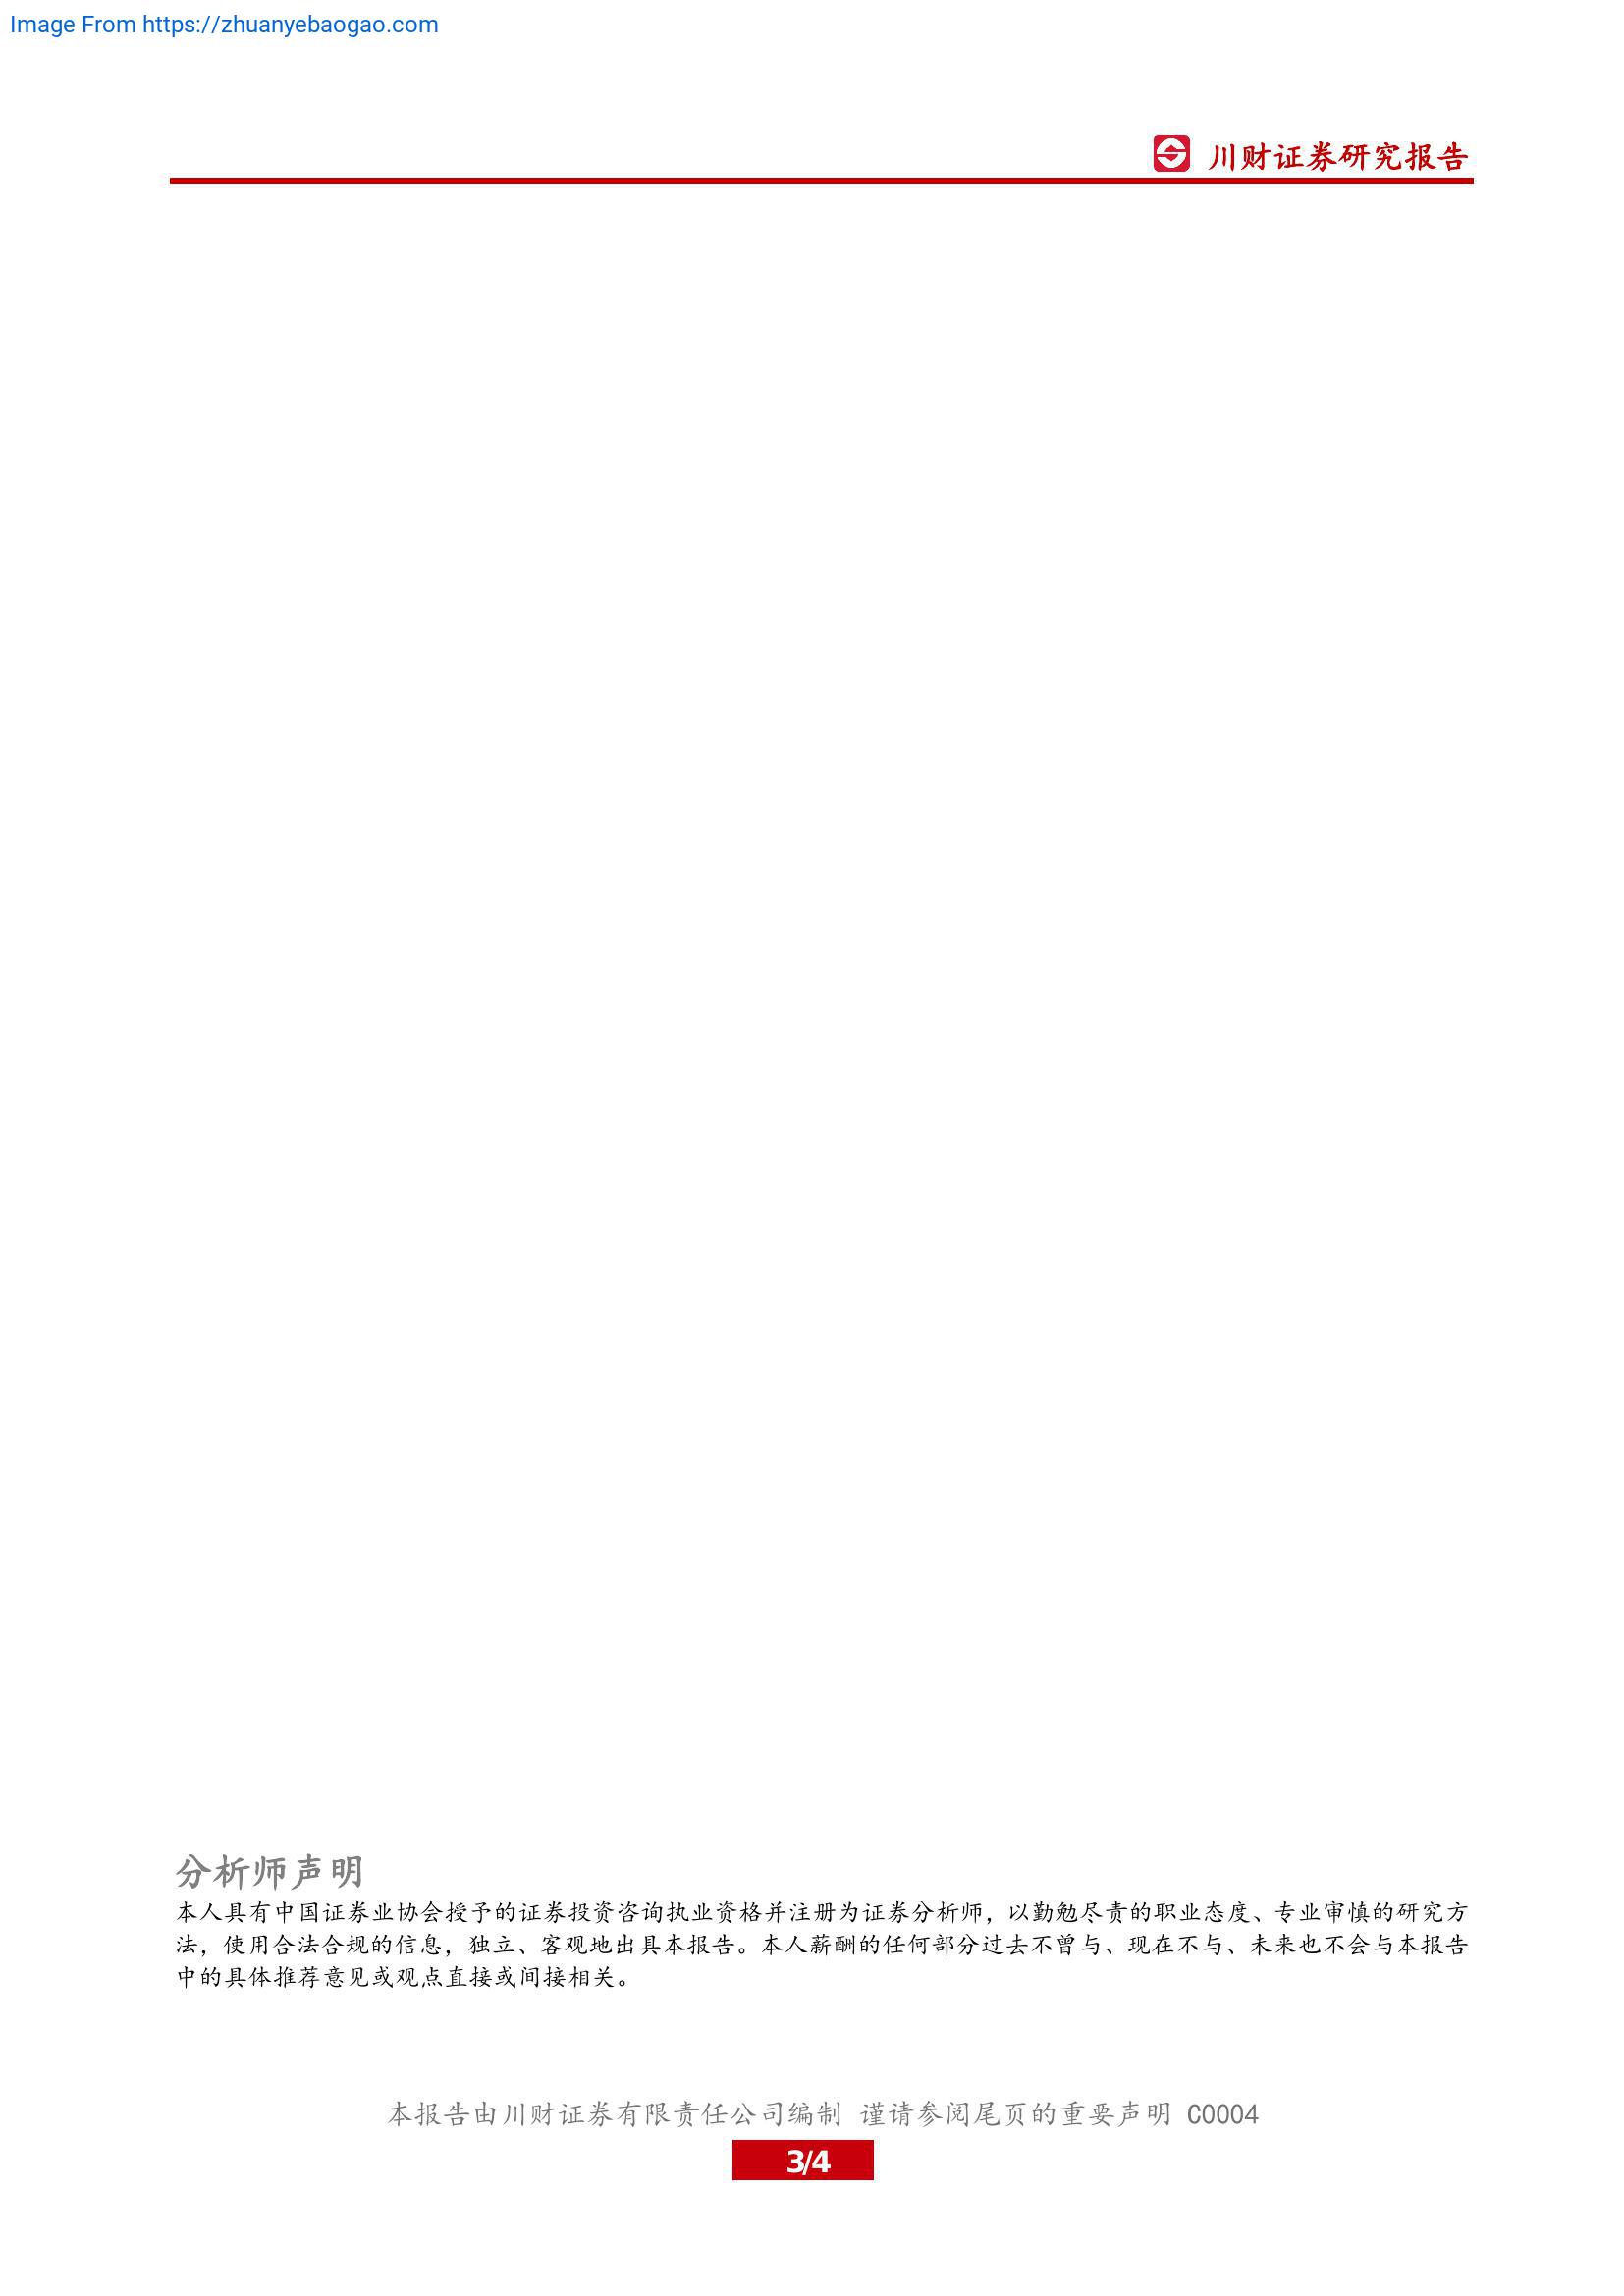 Image From https://zhuanyebaogao.com
川财证券研究报告
分析师声明
本人具有中国证券业协会授予的证券投资咨询执业资格并注册为证券分析师，以勤勉尽责的职业态度、专业审慎的研究方
法，使用合法合规的信息，独立、客观地出具本报告。本人薪酬的任何部分过去不曾与、现在不与、未来也不会与本报告
中的具体推荐意见或观点直接或间接相关。
本报告由川财证券有限责任公司编制 谨请参阅尾页的重要声明 C0004
3/4